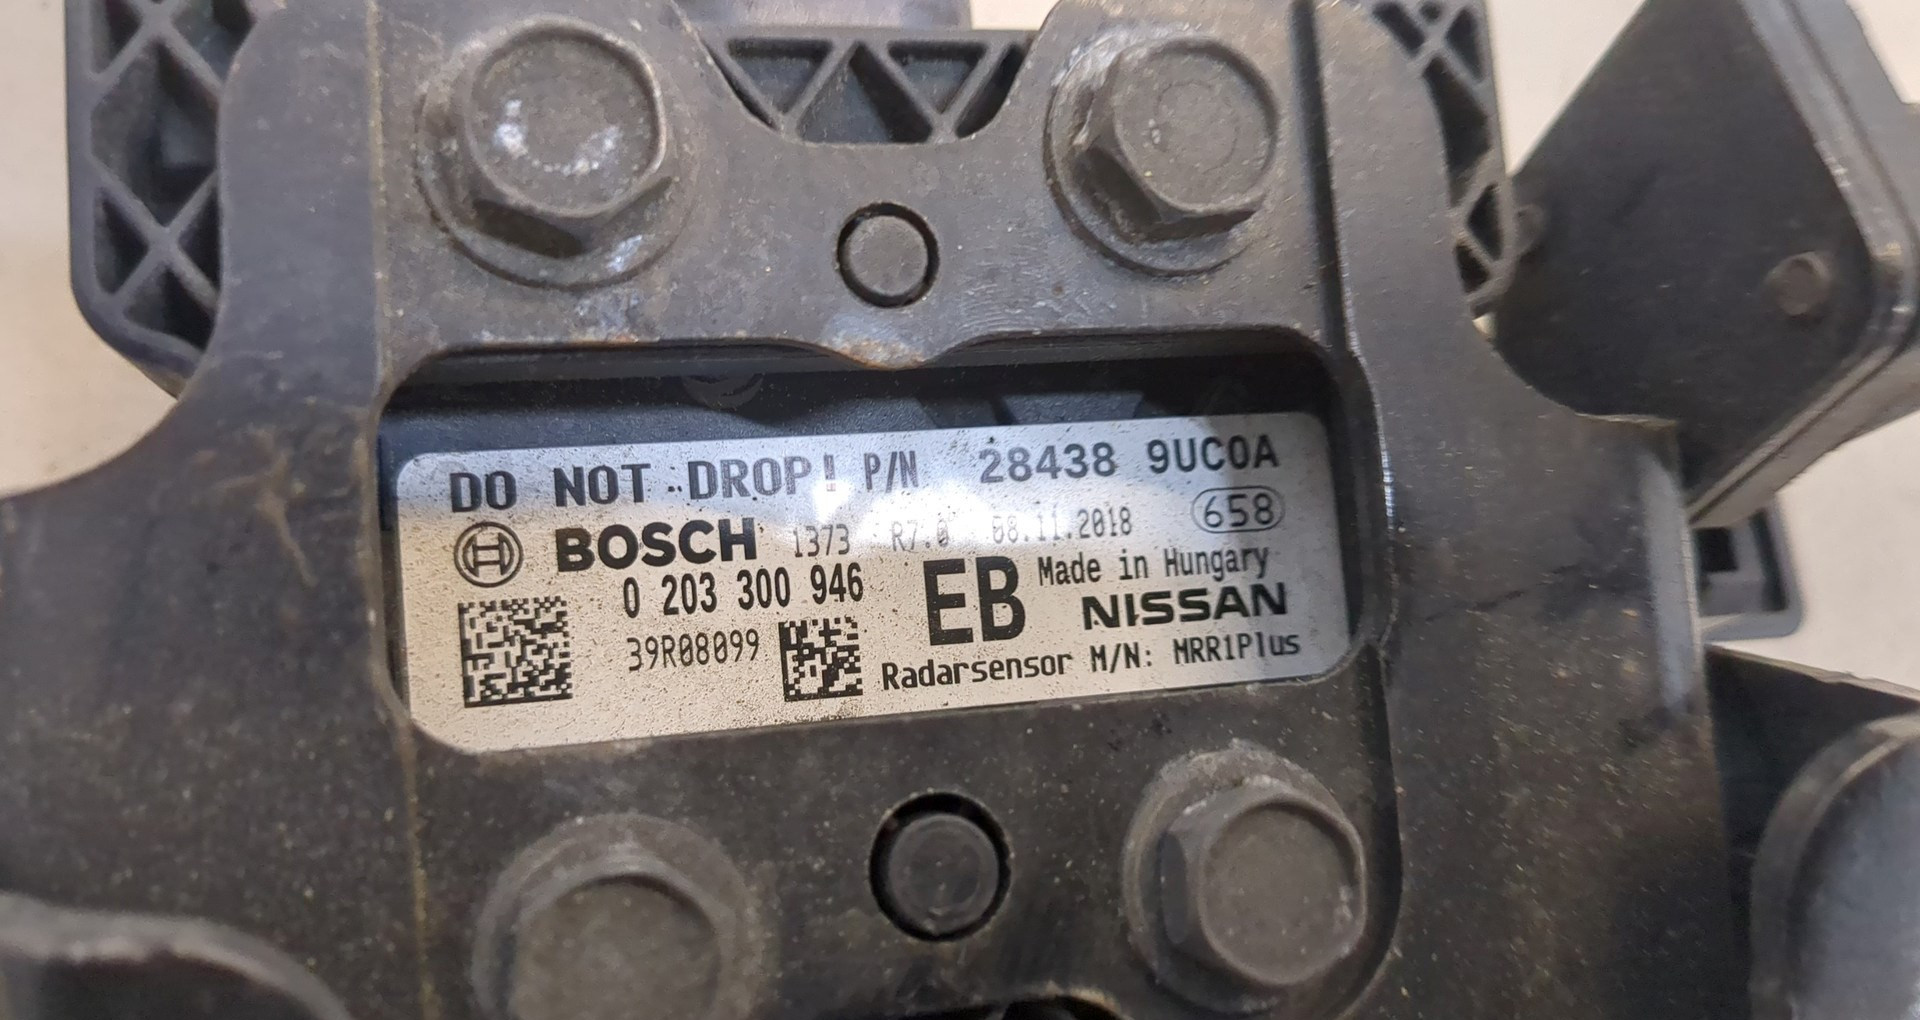 DO NOT DROP! P/N 28438 9UC0A
BOSCH 1373 R7.0 08.11.2018 658
0 203 300 946 EB Made in Hungary
39R08099 NISSAN
Radarsensor M/N: MRR1Plus